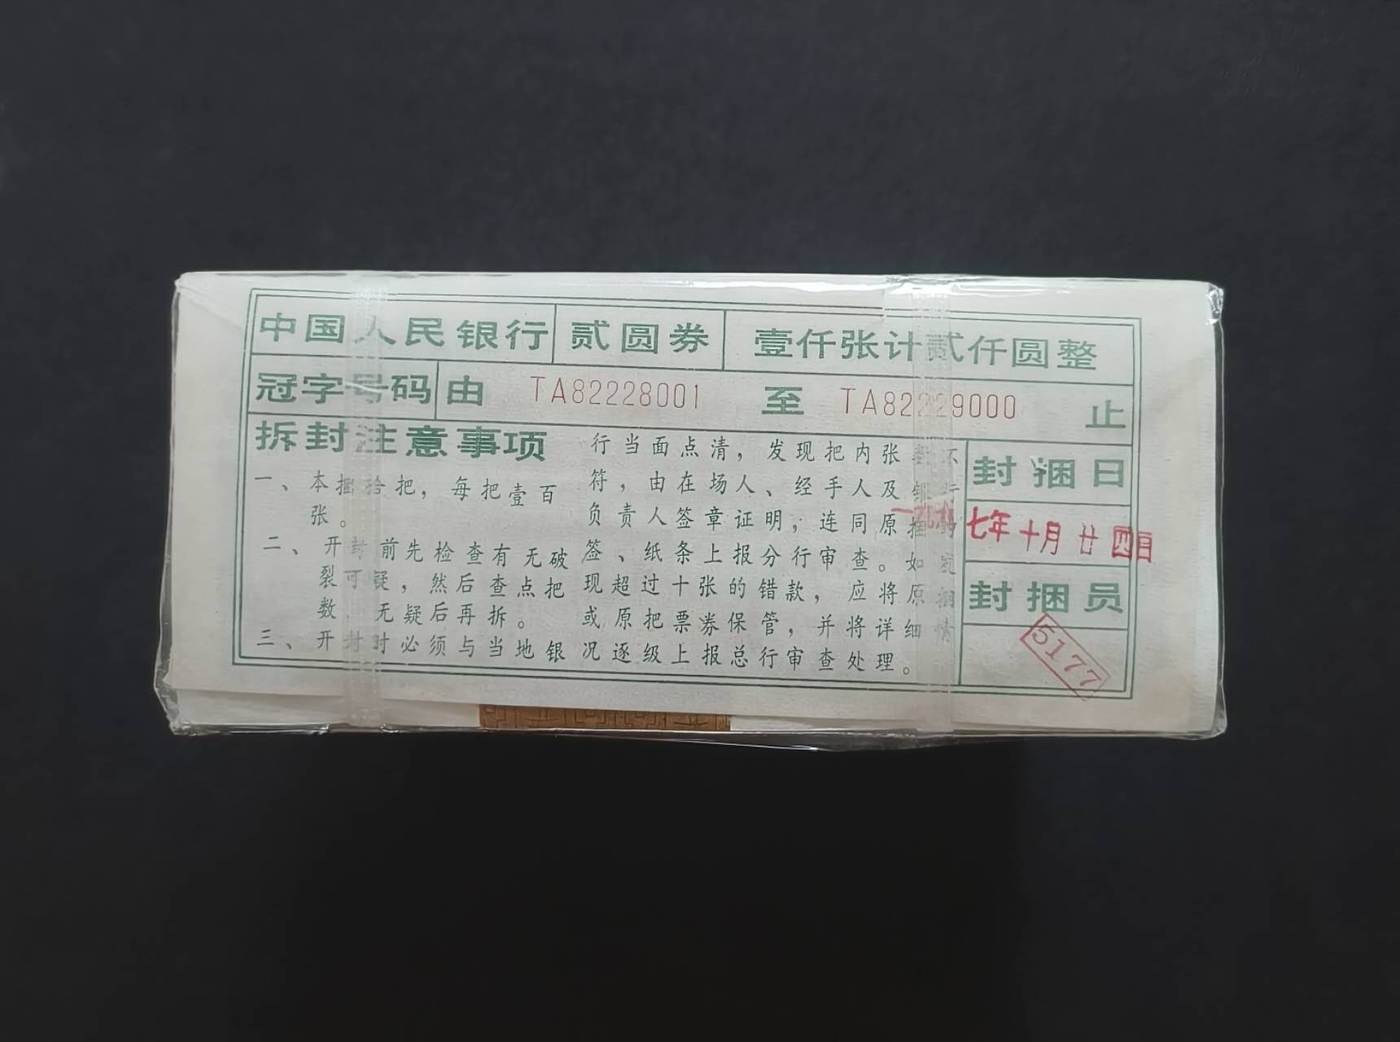 中国人民银行 贰圆券 壹仟张计贰仟圆整
冠字号码 由 TA82228001 至 TA82229000 止
拆封注意事项
一、本捆拾把，每把壹百
张。
二、开封前先检查有无破
裂可疑，然后查点把
数 无疑后再拆。
三、开封时必须与当地银
行当面点清，发现把内张
符，由在场人、经手人及
负责人签章证明，连同原捆
签、纸条上报分行审查。如
现超过十张的错款，应将原捆
或原把票券保管，并将详细情
况逐级上报总行审查处理。
封捆日
七年十月廿四日
封捆员
5177